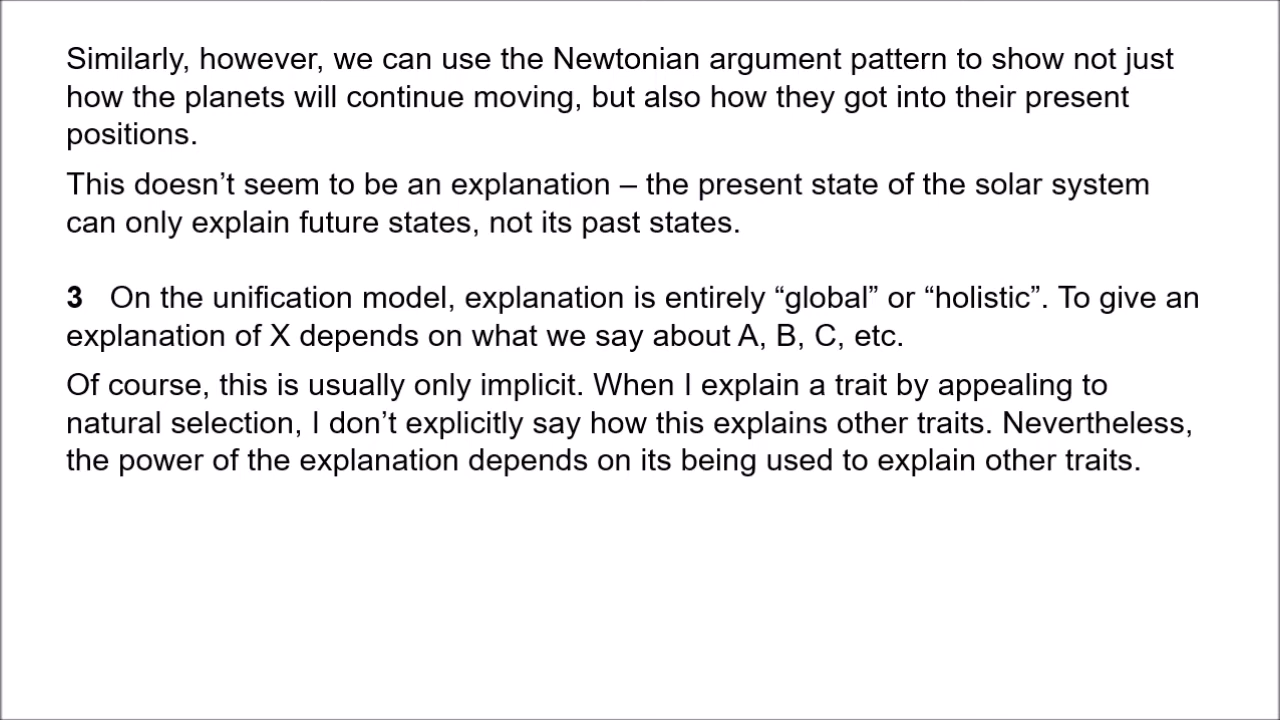 Similarly, however, we can use the Newtonian argument pattern to show not just
how the planets will continue moving, but also how they got into their present
positions.
This doesn’t seem to be an explanation – the present state of the solar system
can only explain future states, not its past states.
3 On the unification model, explanation is entirely “global” or “holistic”. To give an
explanation of X depends on what we say about A, B, C, etc.
Of course, this is usually only implicit. When I explain a trait by appealing to
natural selection, I don’t explicitly say how this explains other traits. Nevertheless,
the power of the explanation depends on its being used to explain other traits.